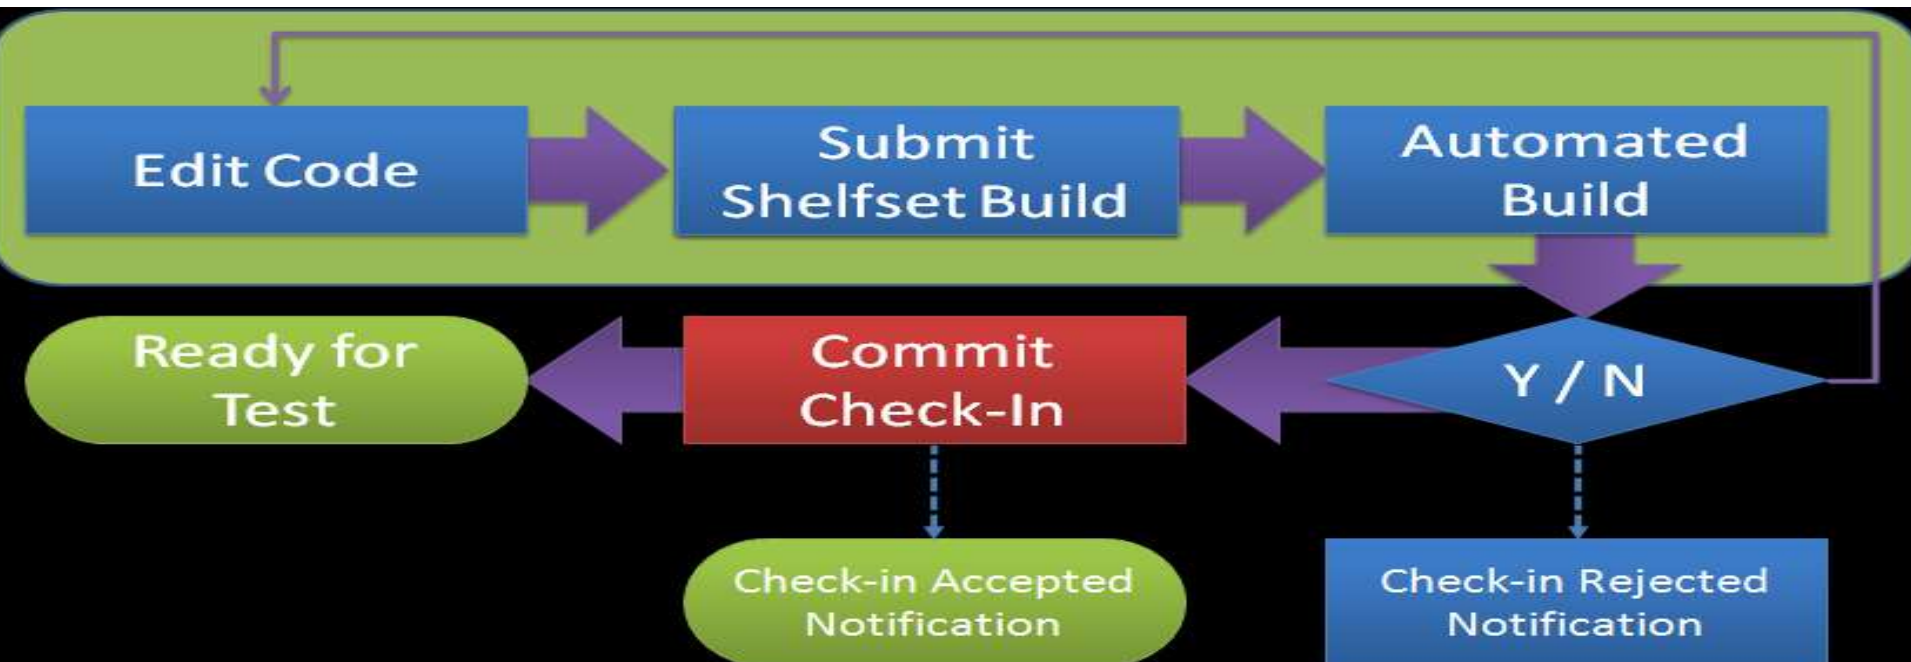 Edit Code
Submit
Shelfset Build
Automated
Build
Ready for
Test
Commit
Check-In
Y / N
Check-in Accepted
Notification
Check-in Rejected
Notification